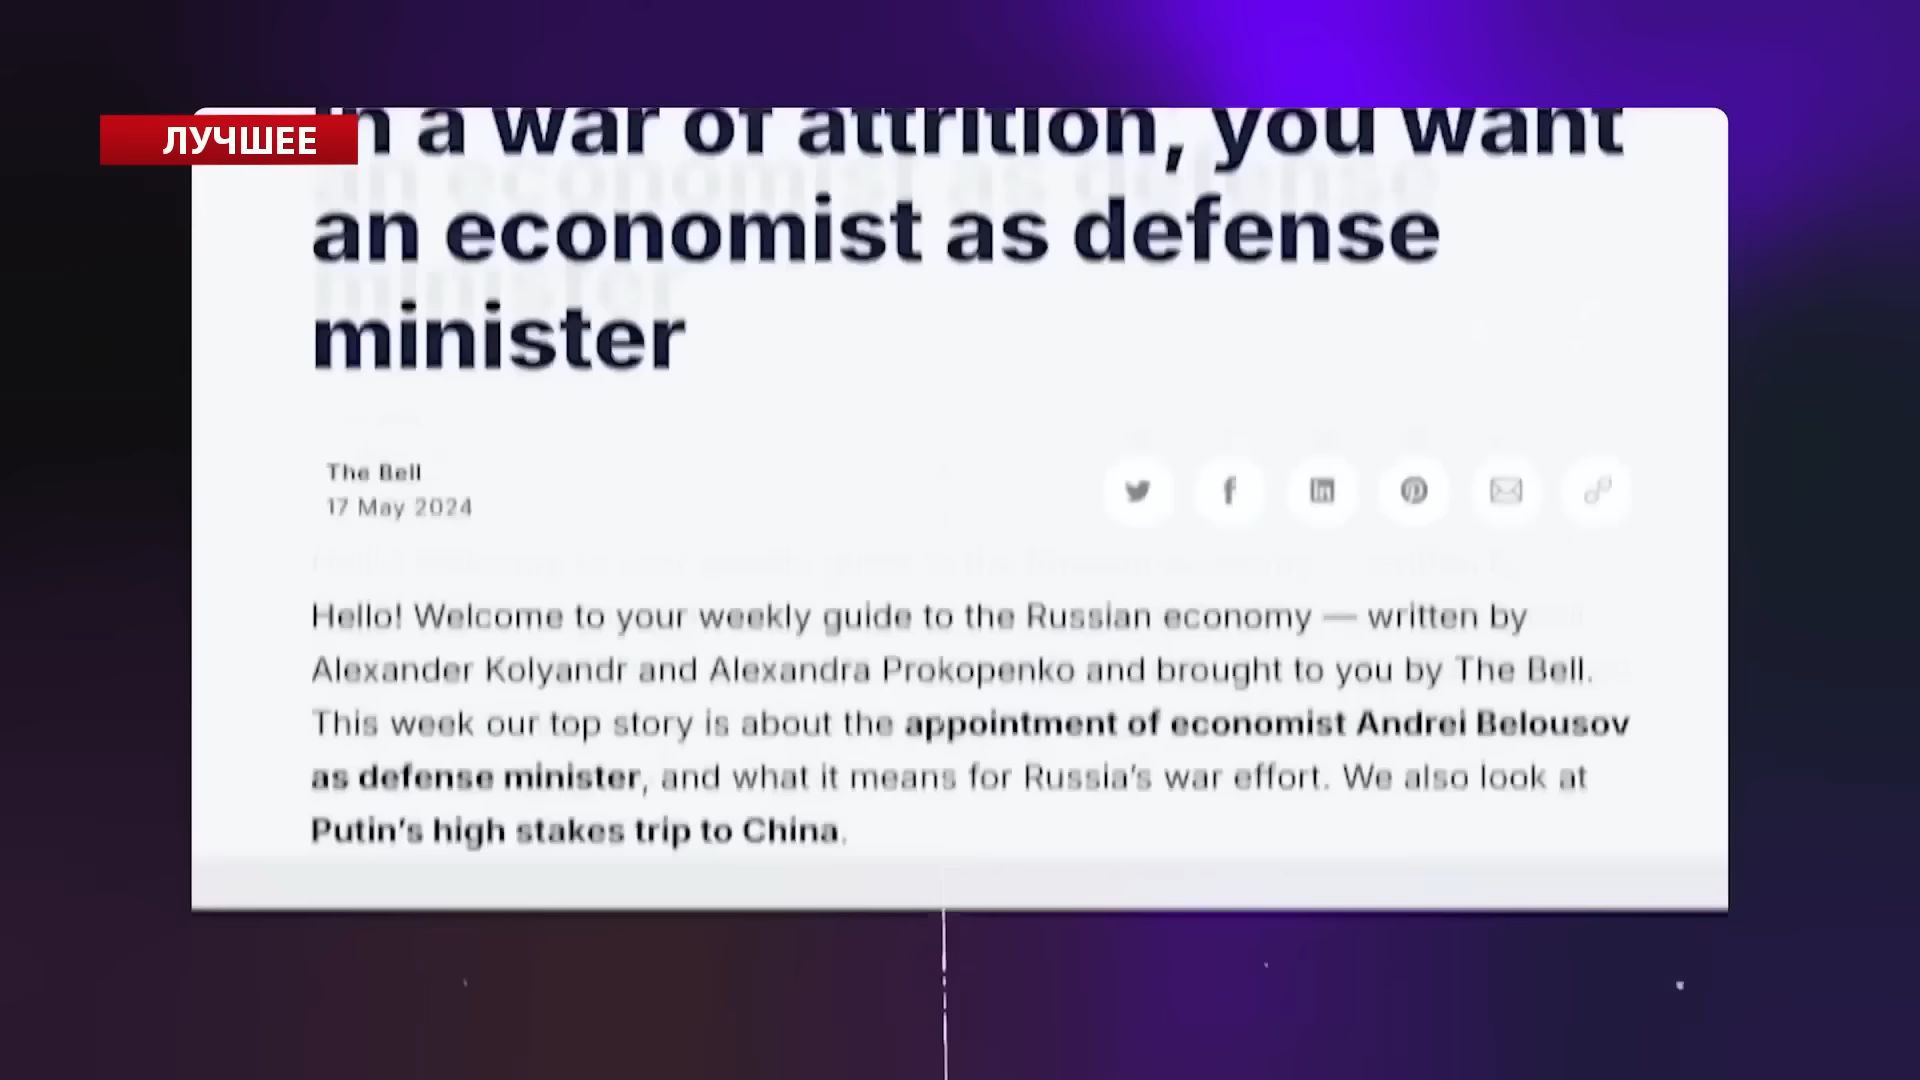 ЛУЧШЕЕ
In a war of attrition, you want
an economist as defense
minister
The Bell
17 May 2024
Hello! Welcome to your weekly guide to the Russian economy — written by
Alexander Kolyandr and Alexandra Prokopenko and brought to you by The Bell.
This week our top story is about the appointment of economist Andrei Belousov
as defense minister, and what it means for Russia’s war effort. We also look at
Putin’s high stakes trip to China.